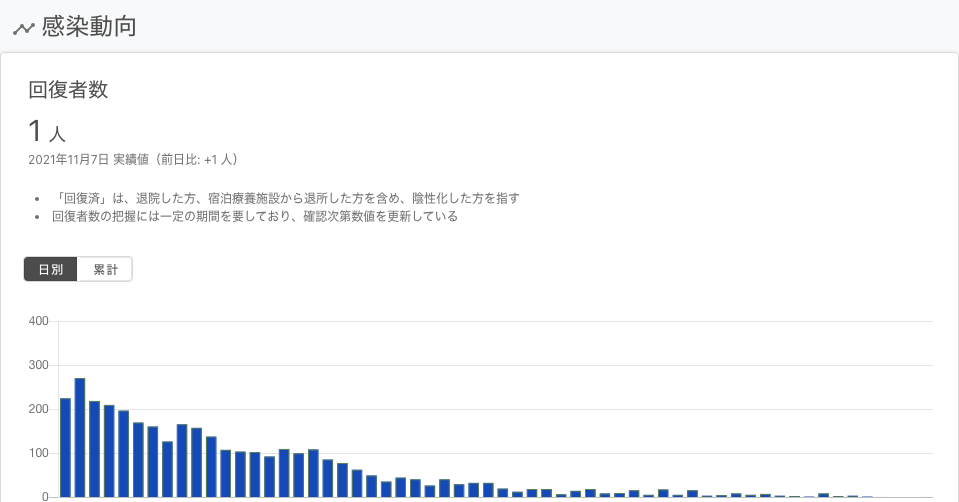 感染動向
回復者数
1 人
2021年11月7日 実績値（前日比: +1 人）
「回復済」は、退院した方、宿泊療養施設から退所した方を含め、陰性化した方を指す
回復者数の把握には一定の期間を要しており、確認次第数値を更新している
日別 累計
400
300
200
100
0